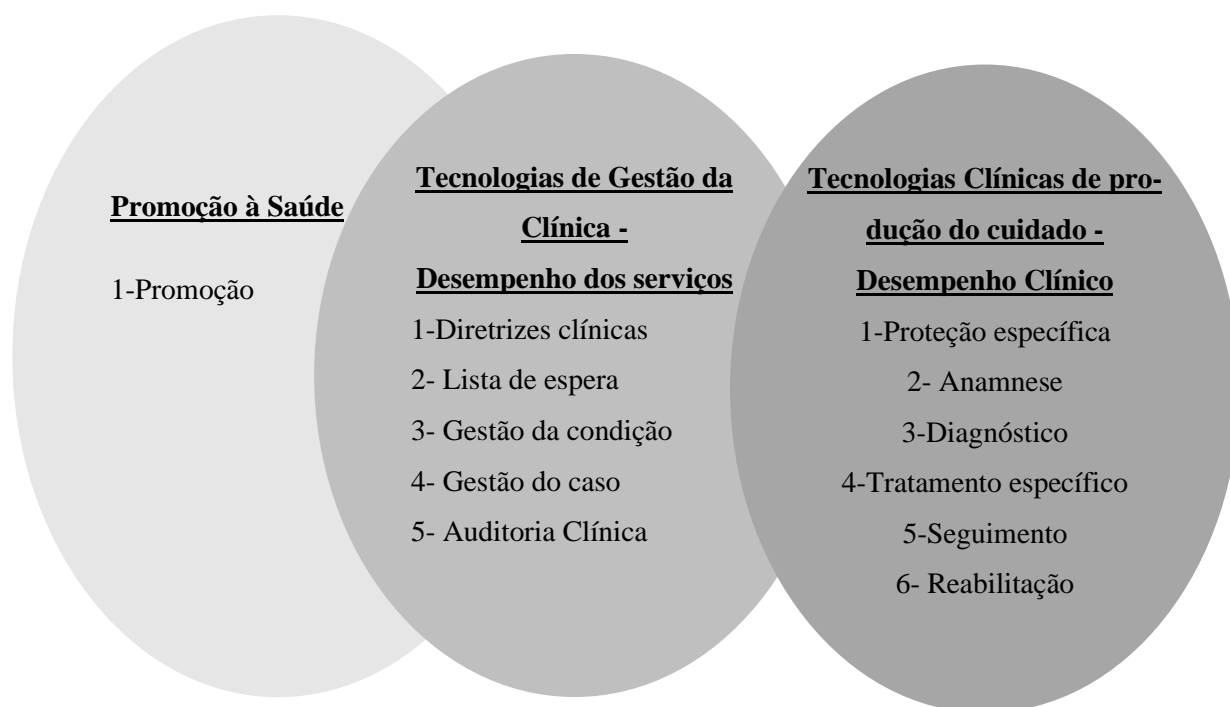 Promoção à Saúde
1-Promoção
Tecnologias de Gestão da
Clínica -
Desempenho dos serviços
1-Diretrizes clínicas
2- Lista de espera
3- Gestão da condição
4- Gestão do caso
5- Auditoria Clínica
Tecnologias Clínicas de pro-
dução do cuidado -
Desempenho Clínico
1-Proteção específica
2- Anamnese
3-Diagnóstico
4-Tratamento específico
5-Seguimento
6- Reabilitação